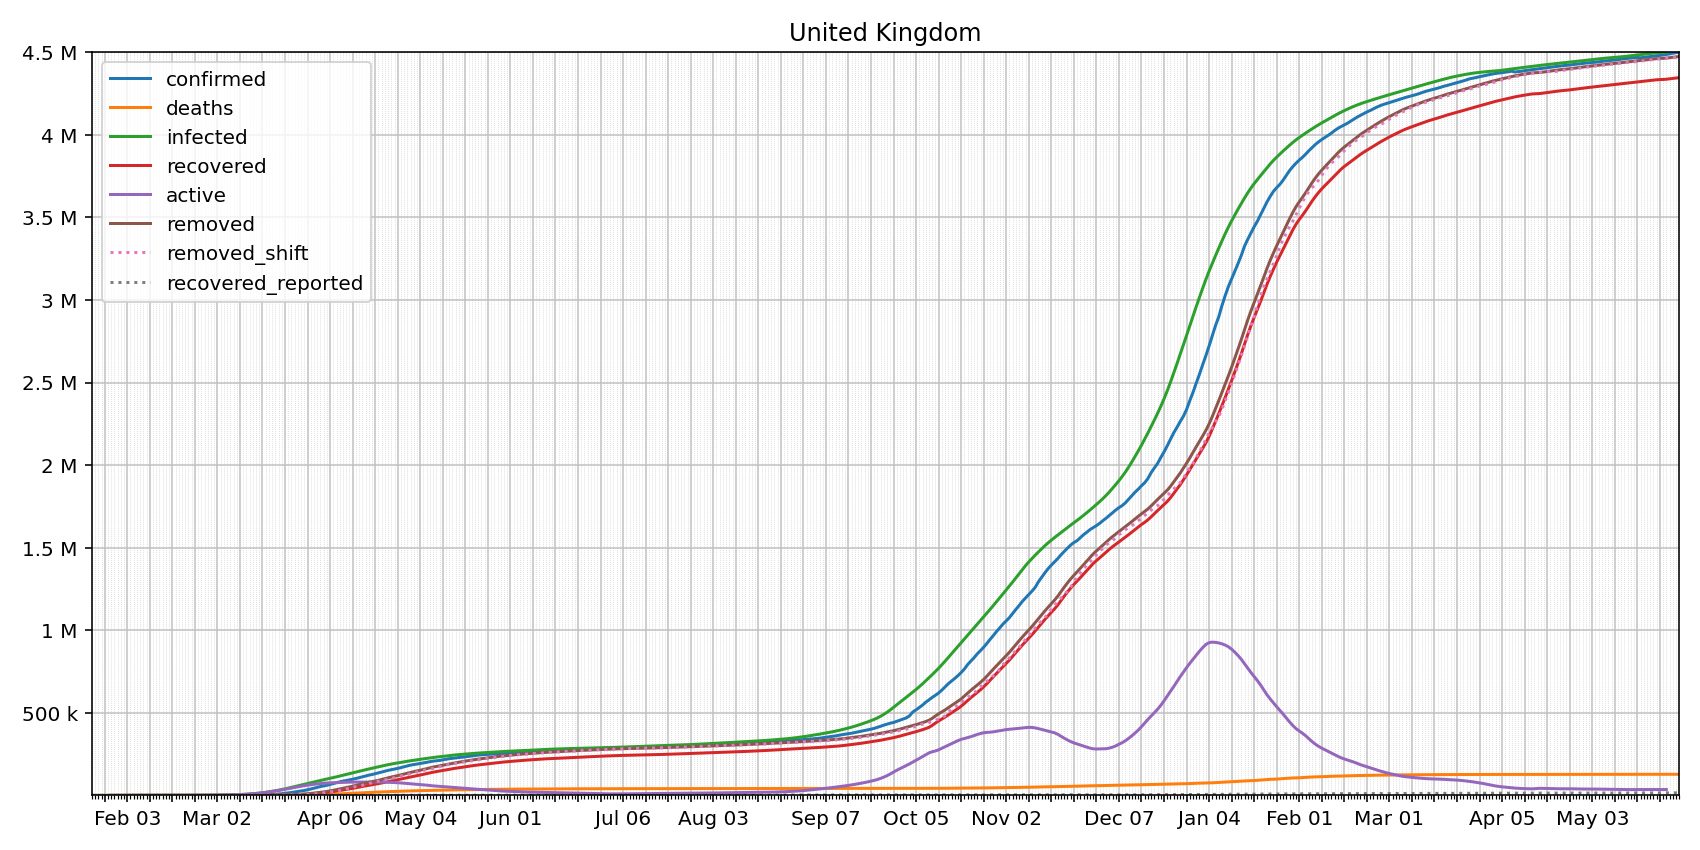 United Kingdom
4.5 M
4 M
3.5 M
3 M
2.5 M
2 M
1.5 M
1 M
500 k
confirmed
deaths
infected
recovered
active
removed
removed_shift
recovered_reported
Feb 03 Mar 02 Apr 06 May 04 Jun 01 Jul 06 Aug 03 Sep 07 Oct 05 Nov 02 Dec 07 Jan 04 Feb 01 Mar 01 Apr 05 May 03